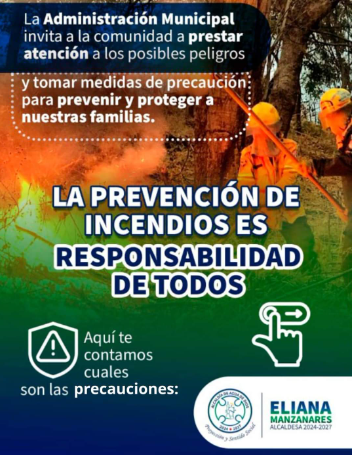 La Administración Municipal
invita a la comunidad a prestar
atención a los posibles peligros
y tomar medidas de precaución
para prevenir y proteger a
nuestras familias.
LA PREVENCIÓN DE
INCENDIOS ES
RESPONSABILIDAD
DE TODOS
Aquí te
contamos
cuales
son las precauciones:
ELIANA
MANZANARES
ALCALDESA 2024-2027